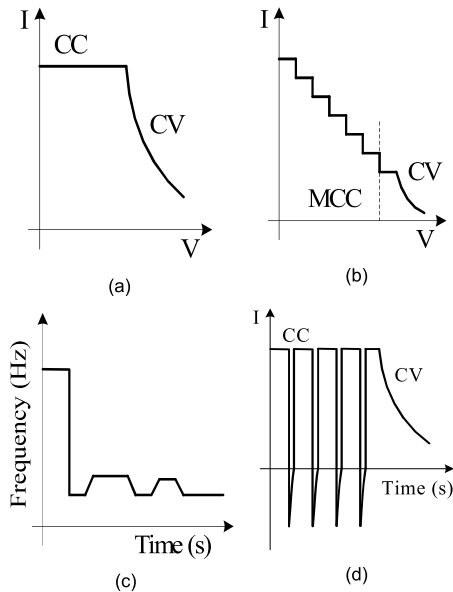 I
CC
CV
V
(a)
I
MCC
CV
V
(b)
Frequency (Hz)
Time (s)
(c)
I
CC
CV
Time (s)
(d)